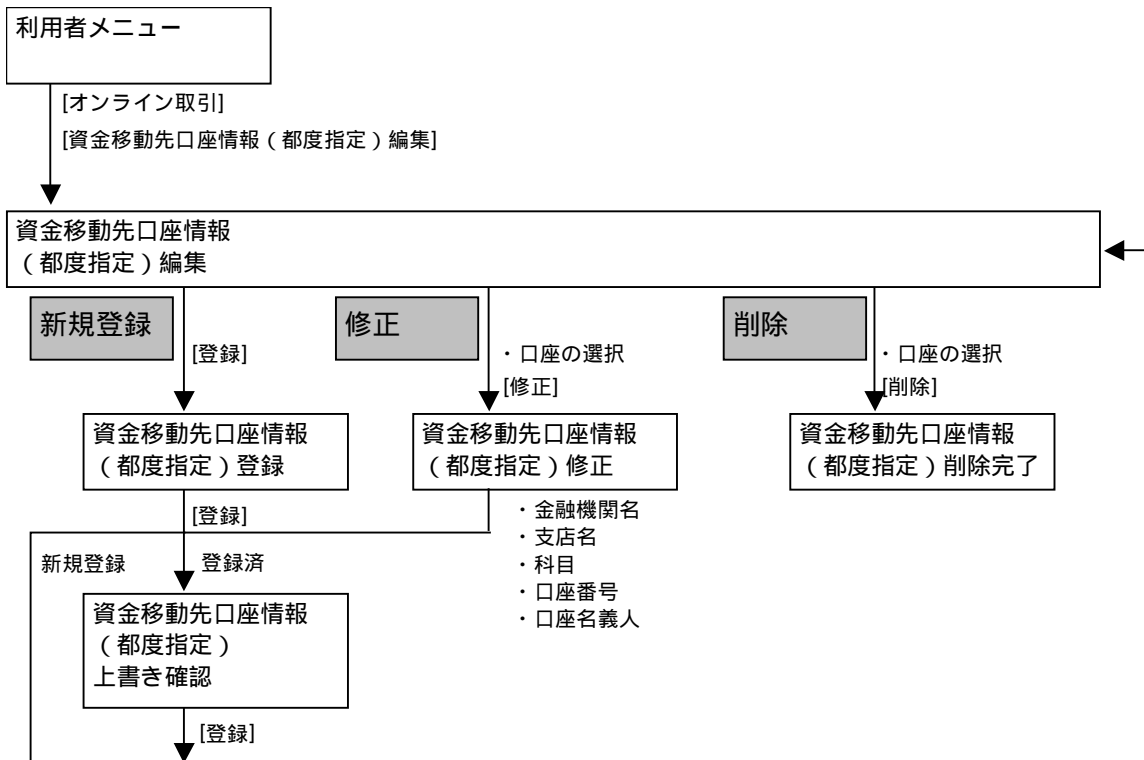 利用者メニュー
[オンライン取引]
[資金移動先口座情報（都度指定）編集]
資金移動先口座情報
（都度指定）編集
新規登録
[登録]
修正
・口座の選択
[修正]
削除
・口座の選択
[削除]
資金移動先口座情報
（都度指定）登録
資金移動先口座情報
（都度指定）修正
資金移動先口座情報
（都度指定）削除完了
[登録]
・金融機関名
・支店名
・科目
・口座番号
・口座名義人
新規登録
登録済
資金移動先口座情報
（都度指定）
上書き確認
[登録]